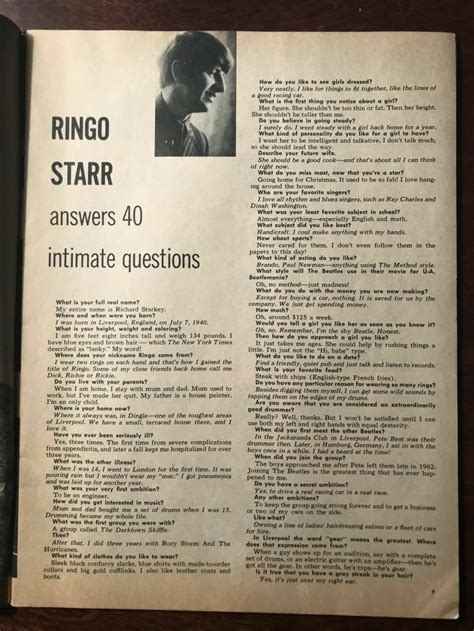 RINGO
STARR
answers 40
intimate questions
What is your full real name?
My entire name is Richard Starkey.
Where and when were you born?
I was born in Liverpool, England, on July 7, 1940.
What is your height, weight and coloring?
I am five feet eight inches tall and weigh 134 pounds. I
have blue eyes and brown hair – which The New York Times
described as "lanky." My word!
Where does your nickname Ringo come from?
I wear two rings on each hand and that's how I gained the
title of Ringo. Some of my close friends back home call me
Dick, Richie or Rickie.
Do you live with your parents?
When I am home, I stay with mum and dad. Mum used to
work, but I've made her quit. My father is a house painter.
I'm an only child.
Where is your home now?
Where it always was, in Dingle—one of the toughest areas
of Liverpool. We have a small, terraced house there, and I
love it.
Have you ever been seriously ill?
Yes, three times. The first time from severe complications
from appendicitis, and later a fall kept me hospitalized for over
three years.
What was the other illness?
When I was 14, I went to London for the first time. It was
raining but I wouldn't wear my "mac." I got pneumonia
and was laid up for another year.
What was your very first ambition?
To be an engineer.
How did you get interested in music?
Mum and dad bought me a set of drums when I was 15.
Drumming became my whole life.
What was the first group you were with?
A group called The Darktown Skiffle.
Then?
After that, I did three years with Rory Storm And The
Hurricanes.
What kind of clothes do you like to wear?
Sleek black corduroy slacks, blue shirts with made-to-order
collars and big gold cufflinks. I also like leather coats and
boots.
How do you like to see girls dressed?
Very neatly. I like for things to fit together, like the lines of
a good racing car.
What is the first thing you notice about a girl?
Her figure. She shouldn't be too thin or fat. Then her height.
She shouldn't be taller than me.
Do you believe in going steady?
I surely do. I went steady with a girl back home for a year.
What kind of personality do you like for a girl to have?
I want her to be intelligent and talkative. I don't talk much,
so she should lead the way.
Describe your future wife.
She should be a good cook—and that's about all I can think
of right now.
What do you miss most, now that you're a star?
Going home for Christmas. It used to be so fab! I love hang-
ing around the house.
Who are your favorite singers?
I love all rhythm and blues singers, such as Ray Charles and
Dinah Washington.
What was your least favorite subject in school?
Almost everything—especially English and math.
What subject did you like best?
Handicraft. I could make anything with my hands.
How about sports?
Never cared for them. I don't even follow them in the
papers to this day!
What kind of acting do you like?
Brando, Paul Newman—anything using The Method style.
What style will The Beatles use in their movie for U-A,
Beatlemania?
Oh, no method—just madness!
What do you do with the money you are now making?
Except for buying a car, nothing. It is saved for us by the
company. We just get spending money.
How much?
Oh, around $125 a week.
Would you tell a girl you like her as soon as you know it?
Oh, no. Remember, I'm the shy Beatle. Honest.
Then how do you approach a girl you like?
It just takes me ages. She could help by rushing things a
little. I'm just not the "Hi, babe" type.
What do you like to do on a date?
Find a friendly, quiet pub and just talk and listen to records.
What's your favorite food?
Steak with chips (English-type French fries).
Do you have any particular reason for wearing so many rings?
Besides digging them myself, I can give out some sounds by
tapping them on the edges of my drums.
Are you aware that you are considered an extraordinarily
good drummer?
Really? Well, thanks. But I won't be satisfied until I can
use both my left and right hands with equal dexterity.
When did you first meet the other Beatles?
In the Jackaranda Club in Liverpool. Pete Best was their
drummer then. Later, in Hamburg, Germany, I sat in with the
boys once in a while, I had a beard at the time!
When did you join the group?
The boys approached me after Pete left them late in 1962.
Joining The Beatles is the greatest thing that has ever hap-
pened to me.
Do you have a secret ambition?
Yes, to drive a real racing car in a real race.
Any other ambitions?
To keep the group going strong forever, and to get a business
or two of my own on the side.
Like what?
Owning a line of ladies' hairdressing salons or a fleet of cars
for hire.
In Liverpool the word "gear" means the greatest. Where
does that expression come from?
When a guy shows up for an audition, say with a complete
set of drums, or an electric guitar with an amplifier—then he's
got all the gear. In other words, he's tops—he's gear.
Is it true that you have a gray streak in your hair?
Yes, it's just over my right ear.
9